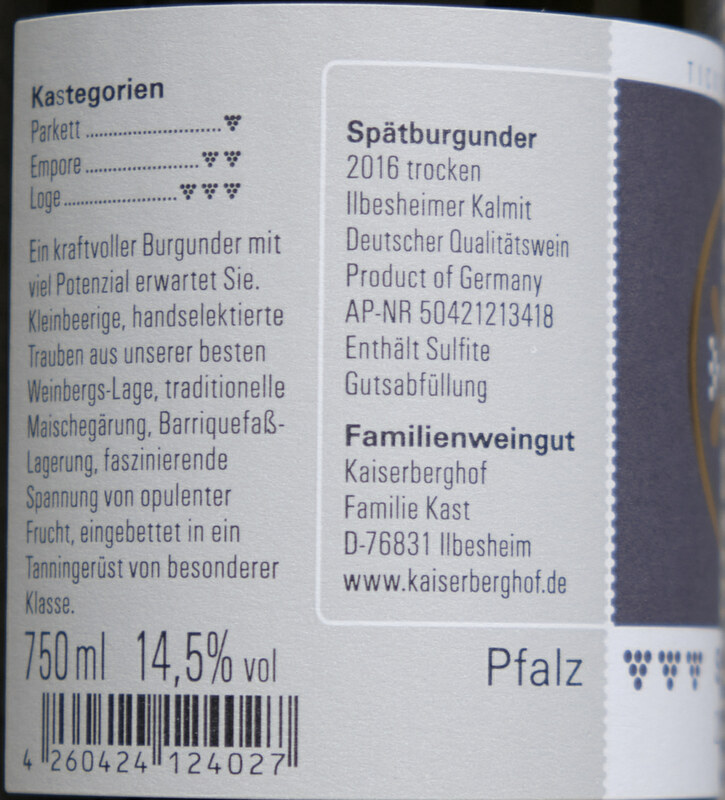 Kastegorien
Parkett
Empore
Loge
Ein kraftvoller Burgunder mit
viel Potenzial erwartet Sie.
Kleinbeerige, handselektierte
Trauben aus unserer besten
Weinbergs-Lage, traditionelle
Maischegärung, Barriquefaß-
Lagerung, faszinierende
Spannung von opulenter
Frucht, eingebettet in ein
Tanningerüst von besonderer
Klasse.
750 ml 14,5% vol
4 260424 124027
Spätburgunder
2016 trocken
Ilbesheimer Kalmit
Deutscher Qualitätswein
Product of Germany
AP-NR 50421213418
Enthält Sulfite
Gutsabfüllung
Familienweingut
Kaiserberghof
Familie Kast
D-76831 Ilbesheim
www.kaiserberghof.de
Pfalz